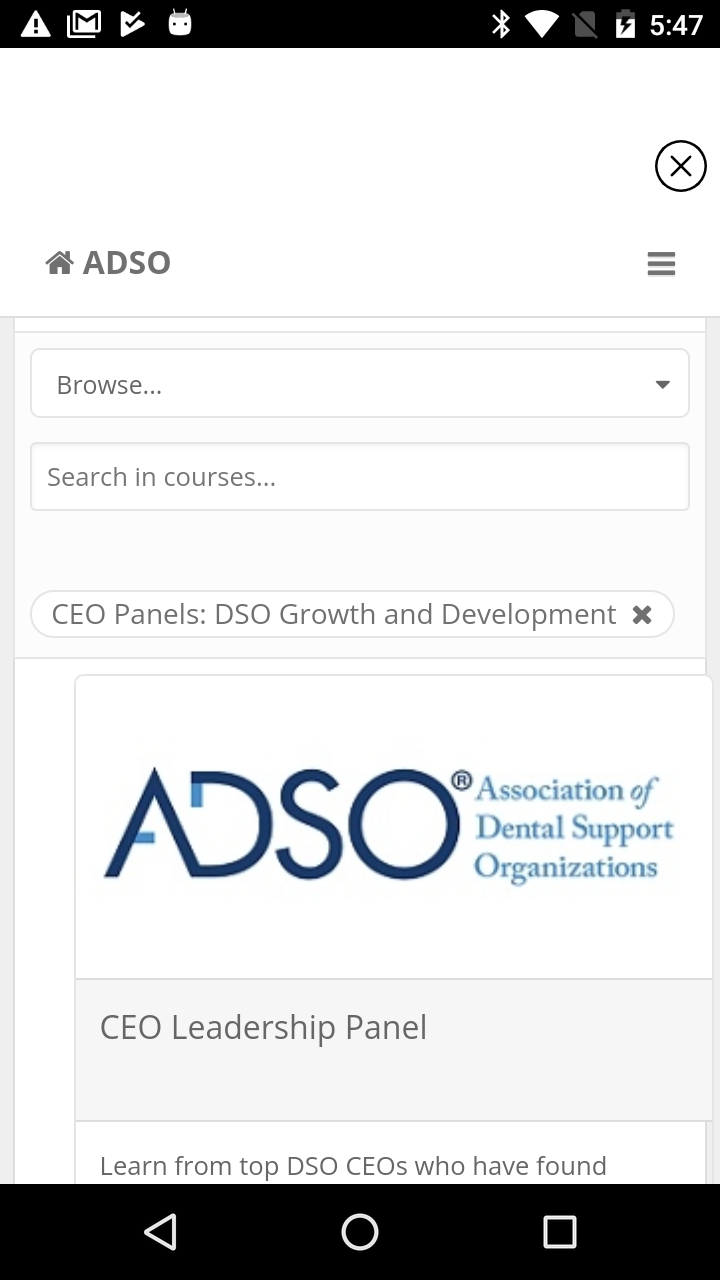 5:47
ADSO
Browse...
Search in courses...
CEO Panels: DSO Growth and Development
ADSO®
Association of
Dental Support
Organizations
CEO Leadership Panel
Learn from top DSO CEOs who have found